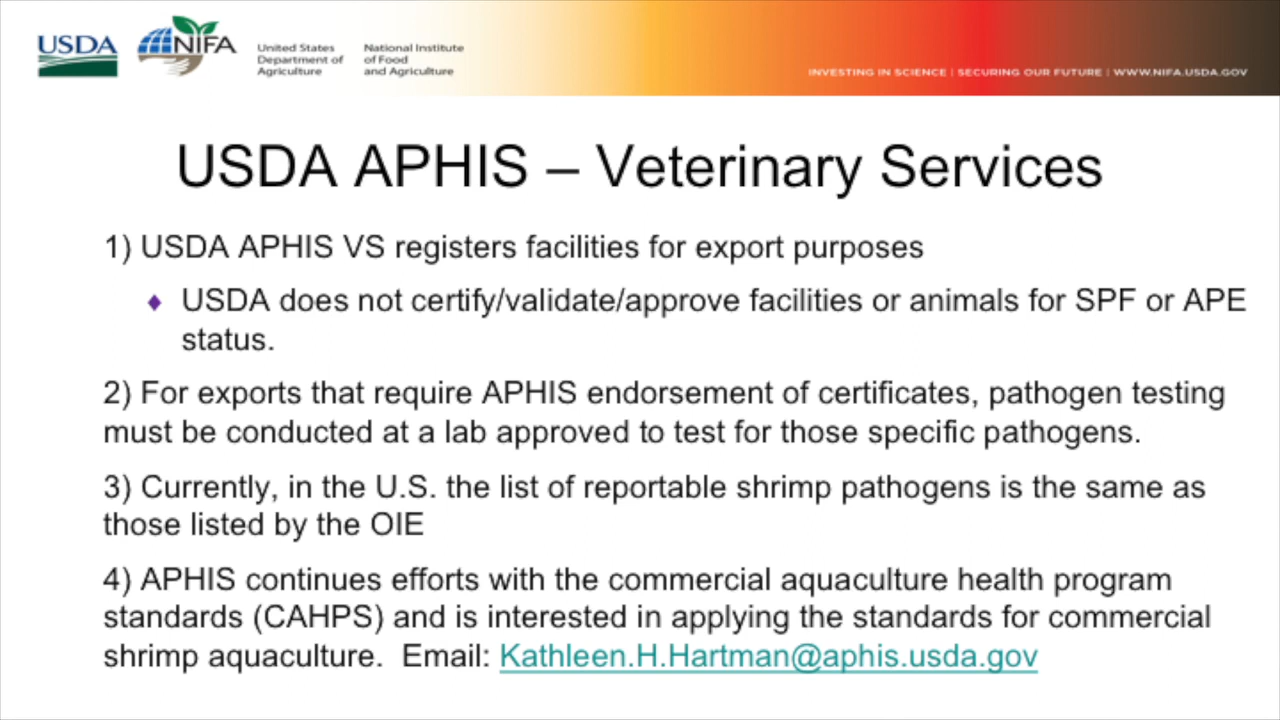 USDA
NIFA
United States
Department of
Agriculture
National Institute
of Food
and Agriculture
INVESTING IN SCIENCE | SECURING OUR FUTURE | WWW.NIFA.USDA.GOV
USDA APHIS – Veterinary Services
1) USDA APHIS VS registers facilities for export purposes
♦ USDA does not certify/validate/approve facilities or animals for SPF or APE
status.
2) For exports that require APHIS endorsement of certificates, pathogen testing
must be conducted at a lab approved to test for those specific pathogens.
3) Currently, in the U.S. the list of reportable shrimp pathogens is the same as
those listed by the OIE
4) APHIS continues efforts with the commercial aquaculture health program
standards (CAHPS) and is interested in applying the standards for commercial
shrimp aquaculture.  Email: Kathleen.H.Hartman@aphis.usda.gov